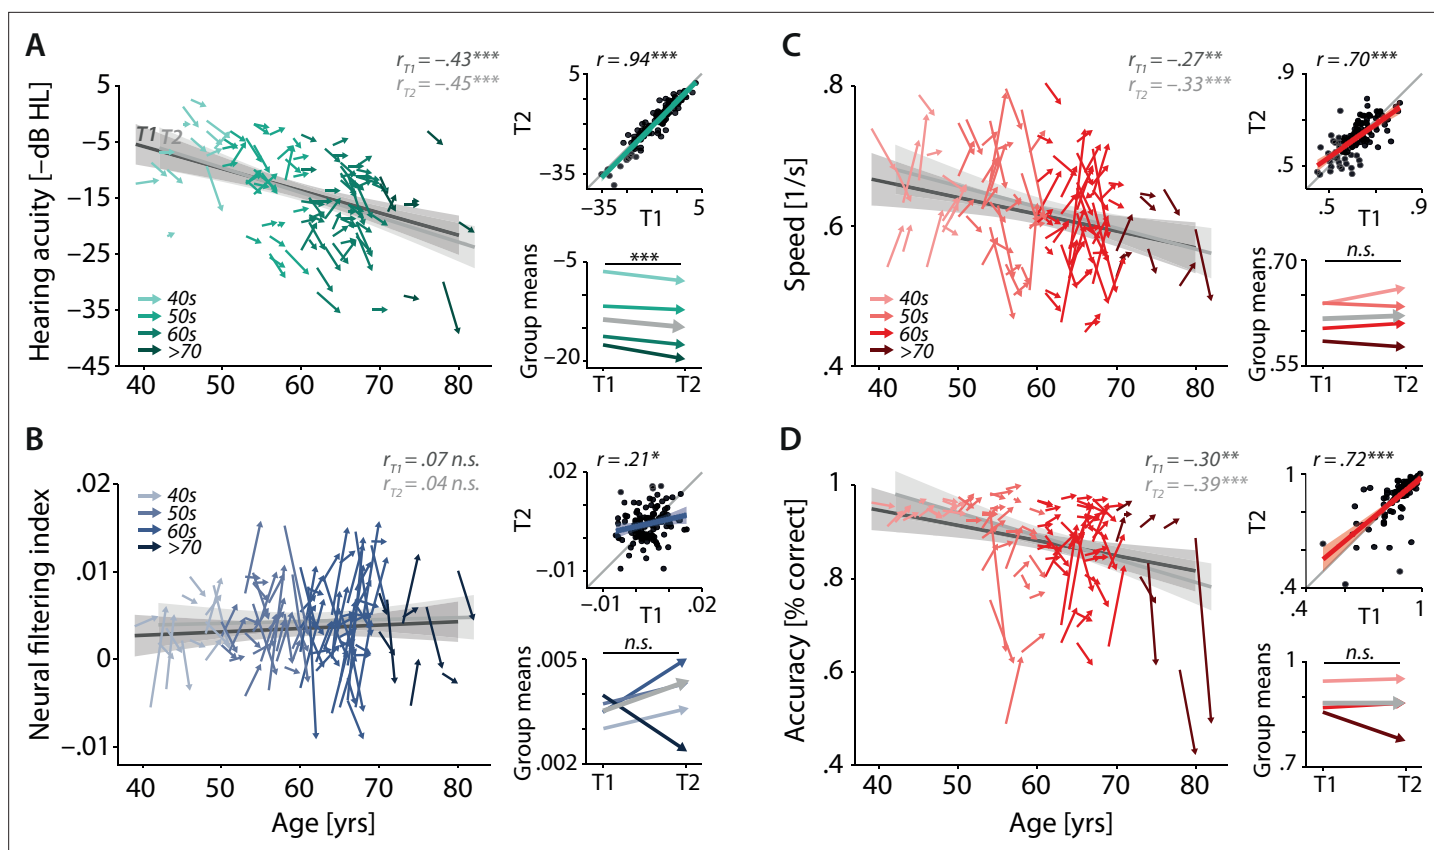 A
r_T1 = −.43***
r_T2 = −.45***
Hearing acuity [−dB HL]
5
−5
−15
−25
−35
−45
T1 T2
40s
50s
60s
>70
40 50 60 70 80
r = .94***
T2
5
−35
−35 5
T1
Group means
−5
−20
***
T1 T2
C
r_T1 = −.27**
r_T2 = −.33***
Speed [1/s]
.8
.6
.4
40s
50s
60s
>70
40 50 60 70 80
r = .70***
T2
.9
.5
.5 .9
T1
Group means
.70
.55
n.s.
T1 T2
B
r_T1 = .07 n.s.
r_T2 = .04 n.s.
Neural filtering index
.02
.01
0
−.01
40s
50s
60s
>70
40 50 60 70 80
Age [yrs]
r = .21*
T2
.02
−.01
−.01 .02
T1
Group means
.005
.002
n.s.
T1 T2
D
r_T1 = −.30**
r_T2 = −.39***
Accuracy [% correct]
1
.8
.6
.4
40s
50s
60s
>70
40 50 60 70 80
Age [yrs]
r = .72***
T2
1
.4
.4 1
T1
Group means
1
.7
n.s.
T1 T2